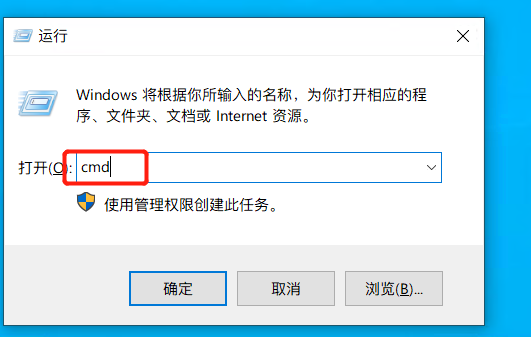 运行
Windows 将根据你所输入的名称，为你打开相应的程
序、文件夹、文档或 Internet 资源。
打开(O): cmd
使用管理权限创建此任务。
确定 取消 浏览(B)...